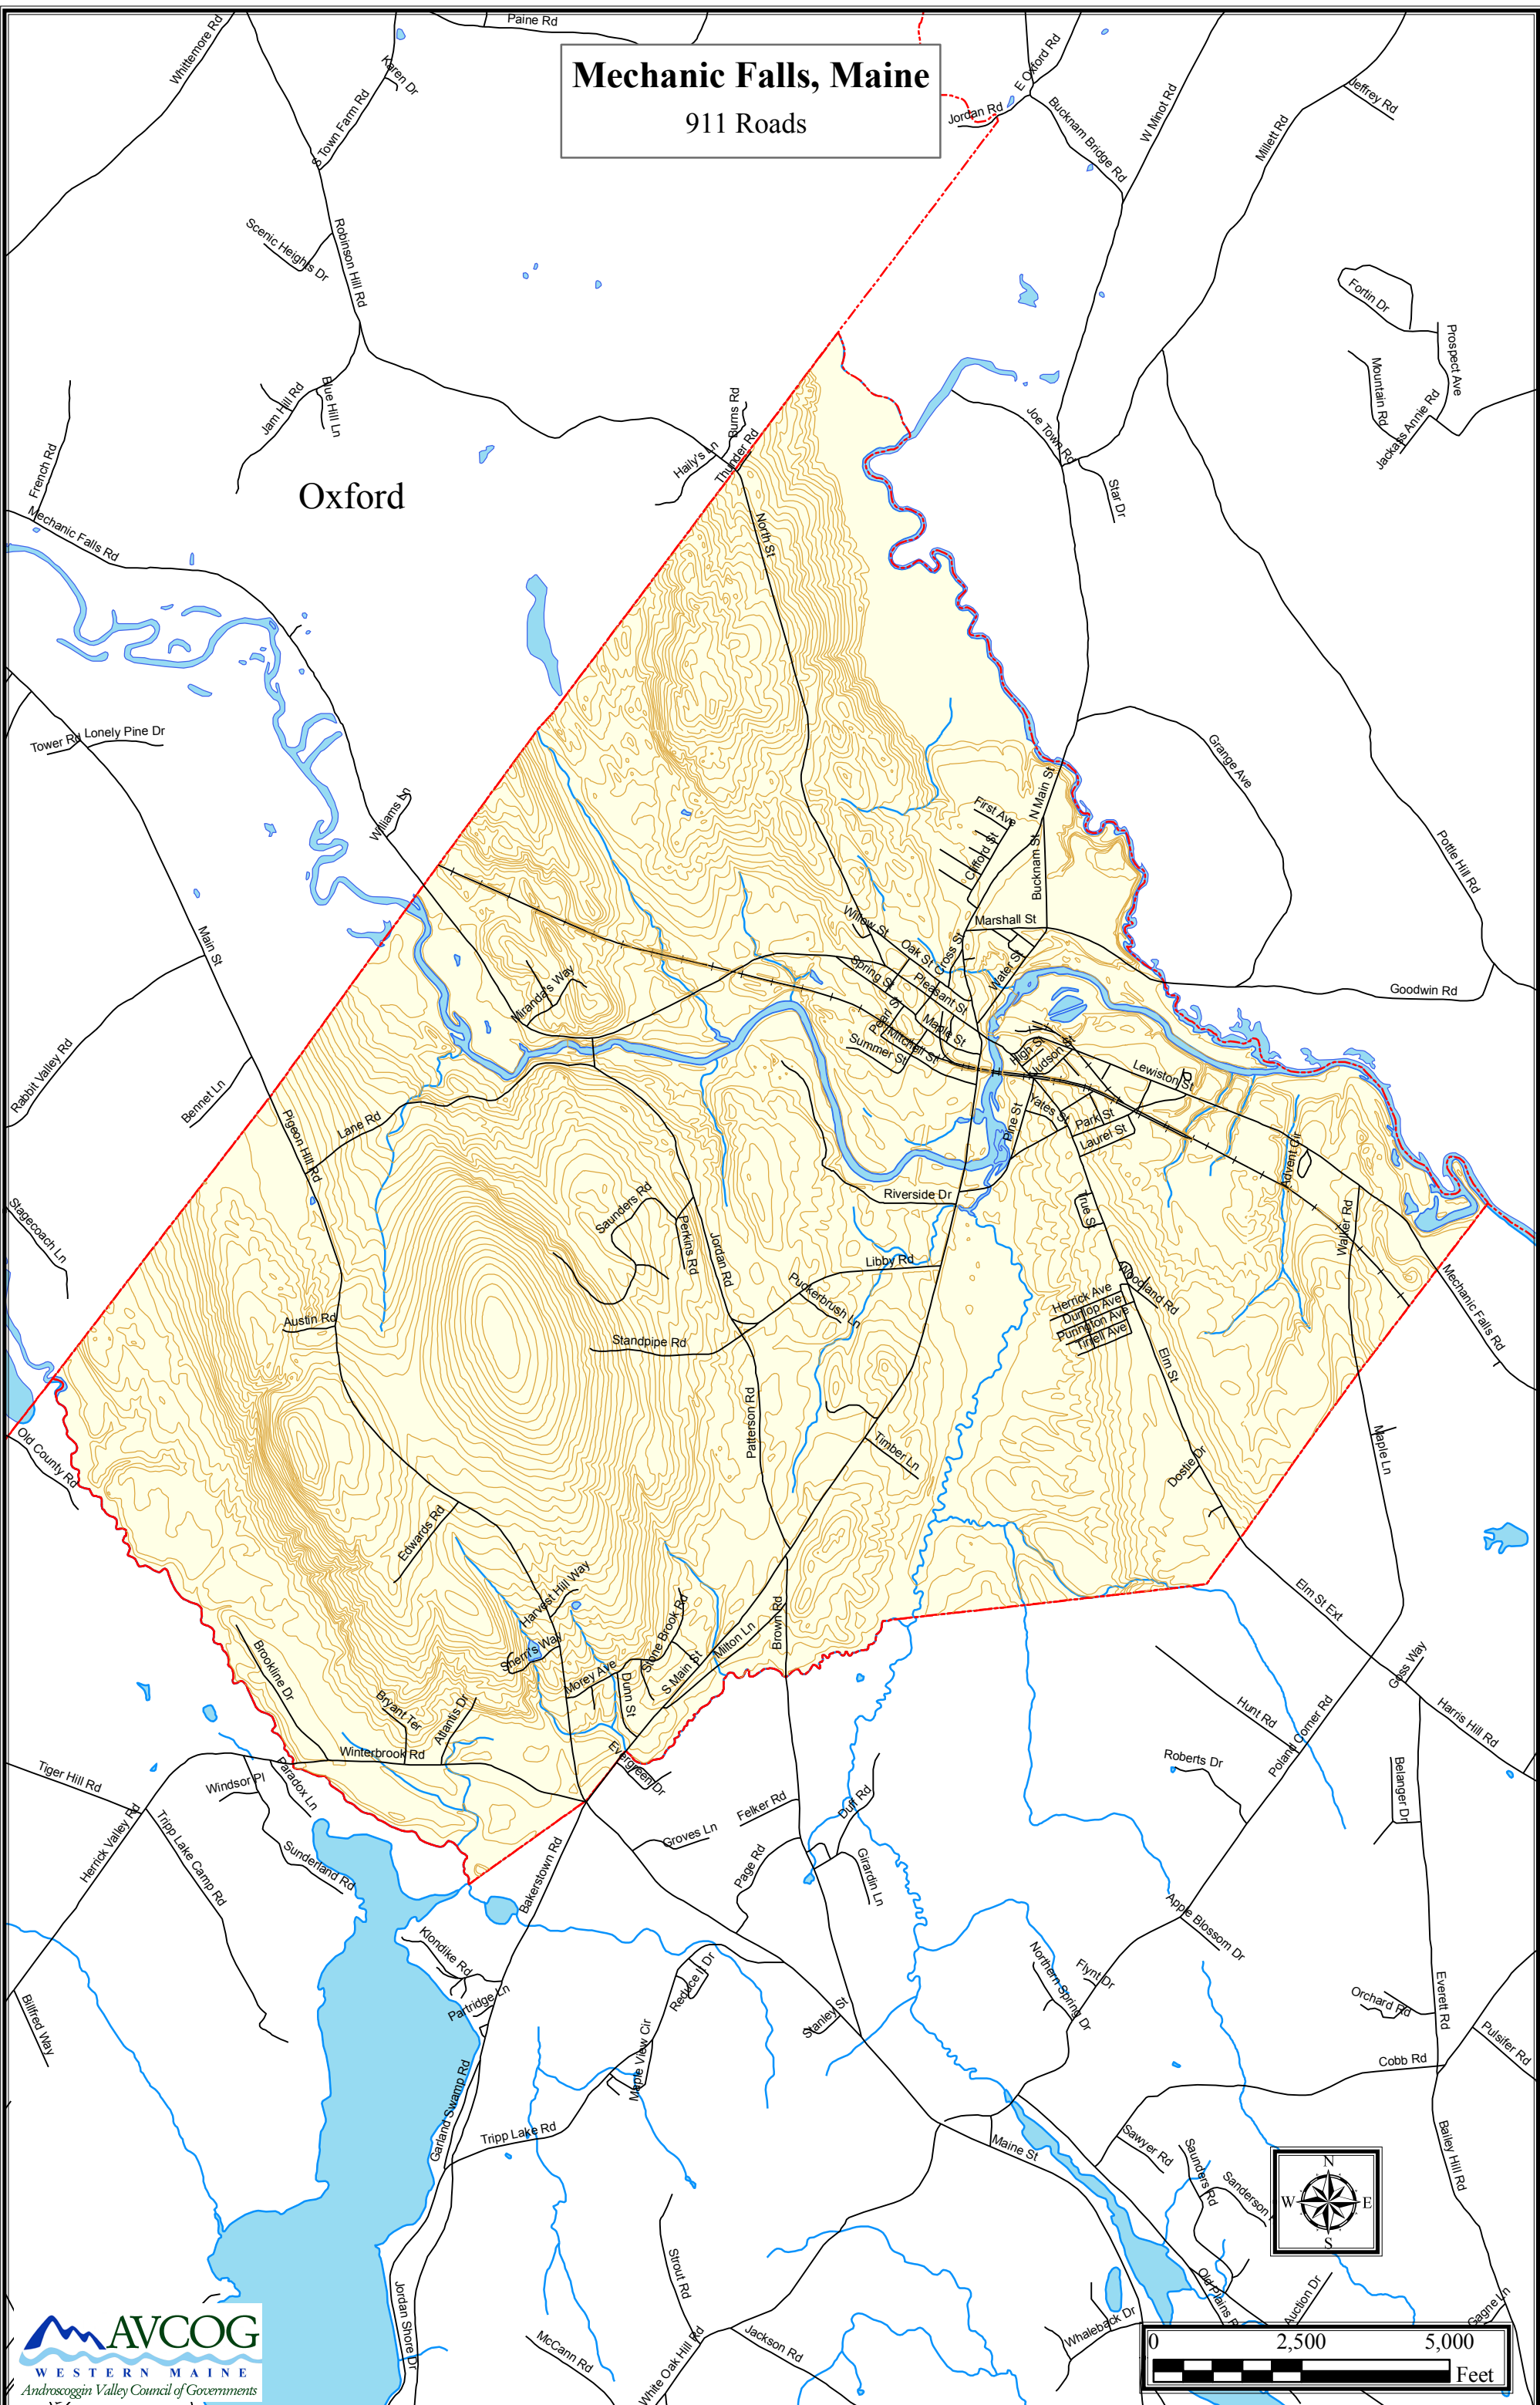 Paine Rd
Whittemore Rd
Mechanic Falls, Maine
911 Roads
Karen Dr
S Town Farm Rd
E Oxford Rd
Jordan Rd
Bucknam Bridge Rd
W Minot Rd
Millett Rd
Jeffrey Rd
Scenic Heights Dr
Robinson Hill Rd
Fortin Dr
Prospect Ave
Mountain Rd
Jackass Annie Rd
Jam Hill Rd
Blue Hill Ln
Burns Rd
Thunder Rd
Haily's Ln
Joe Town Rd
Star Dr
French Rd
Oxford
Mechanic Falls Rd
North St
Tower Rd
Lonely Pine Dr
Grange Ave
Williams Ln
N Main St
First Ave
Clifford St
Bucknam St
Pottle Hill Rd
Main St
Willow St
Marshall St
Oak St
Cross St
Water St
Spring St
Pleasant St
Goodwin Rd
Miranda's Way
Pearl St
Maple St
Mitchell St
Summer St
High St
Hudson St
Lewiston St
Rabbit Valley Rd
Bennet Ln
Pigeon Hill Rd
Lane Rd
Yates St
Park St
Laurel St
Pine St
Advent Cir
Riverside Dr
True St
Walker Rd
Stagecoach Ln
Saunders Rd
Perkins Rd
Jordan Rd
Libby Rd
Puckerbrush Ln
Woodland Rd
Herrick Ave
Dunlop Ave
Purington Ave
Tirrell Ave
Mechanic Falls Rd
Austin Rd
Standpipe Rd
Elm St
Patterson Rd
Timber Ln
Maple Ln
Dostie Dr
Old County Rd
Edwards Rd
Elm St Ext
Harvest Hill Way
Sherri's Way
Stone Brook Rd
Brown Rd
Milton Ln
Morey Ave
Dunn St
S Main St
Brookline Dr
Bryant Ter
Atlantis Dr
Goss Way
Hunt Rd
Harris Hill Rd
Poland Corner Rd
Winterbrook Rd
Evergreen Dr
Roberts Dr
Belanger Dr
Tiger Hill Rd
Windsor Pl
Paradox Ln
Herrick Valley Rd
Tripp Lake Camp Rd
Sunderland Rd
Felker Rd
Duff Rd
Groves Ln
Page Rd
Girardin Ln
Bakerstown Rd
Apple Blossom Dr
Klondike Rd
Partridge Ln
Reduce It Dr
Northern Spring Dr
Flynt Dr
Everett Rd
Orchard Rd
Pulsifer Rd
Billfred Way
Stanley St
Maple View Cir
Cobb Rd
Garland Swamp Rd
Tripp Lake Rd
Maine St
Sawyer Rd
Saunders Rd
Sanderson
Bailey Hill Rd
N
W
E
S
Strout Rd
Jordan Shore Dr
Old Plains R
Auction Dr
Gagne Ln
McCann Rd
White Oak Hill Rd
Jackson Rd
Whaleback Dr
AVCOG
WESTERN MAINE
Androscoggin Valley Council of Governments
0 2,500 5,000
Feet